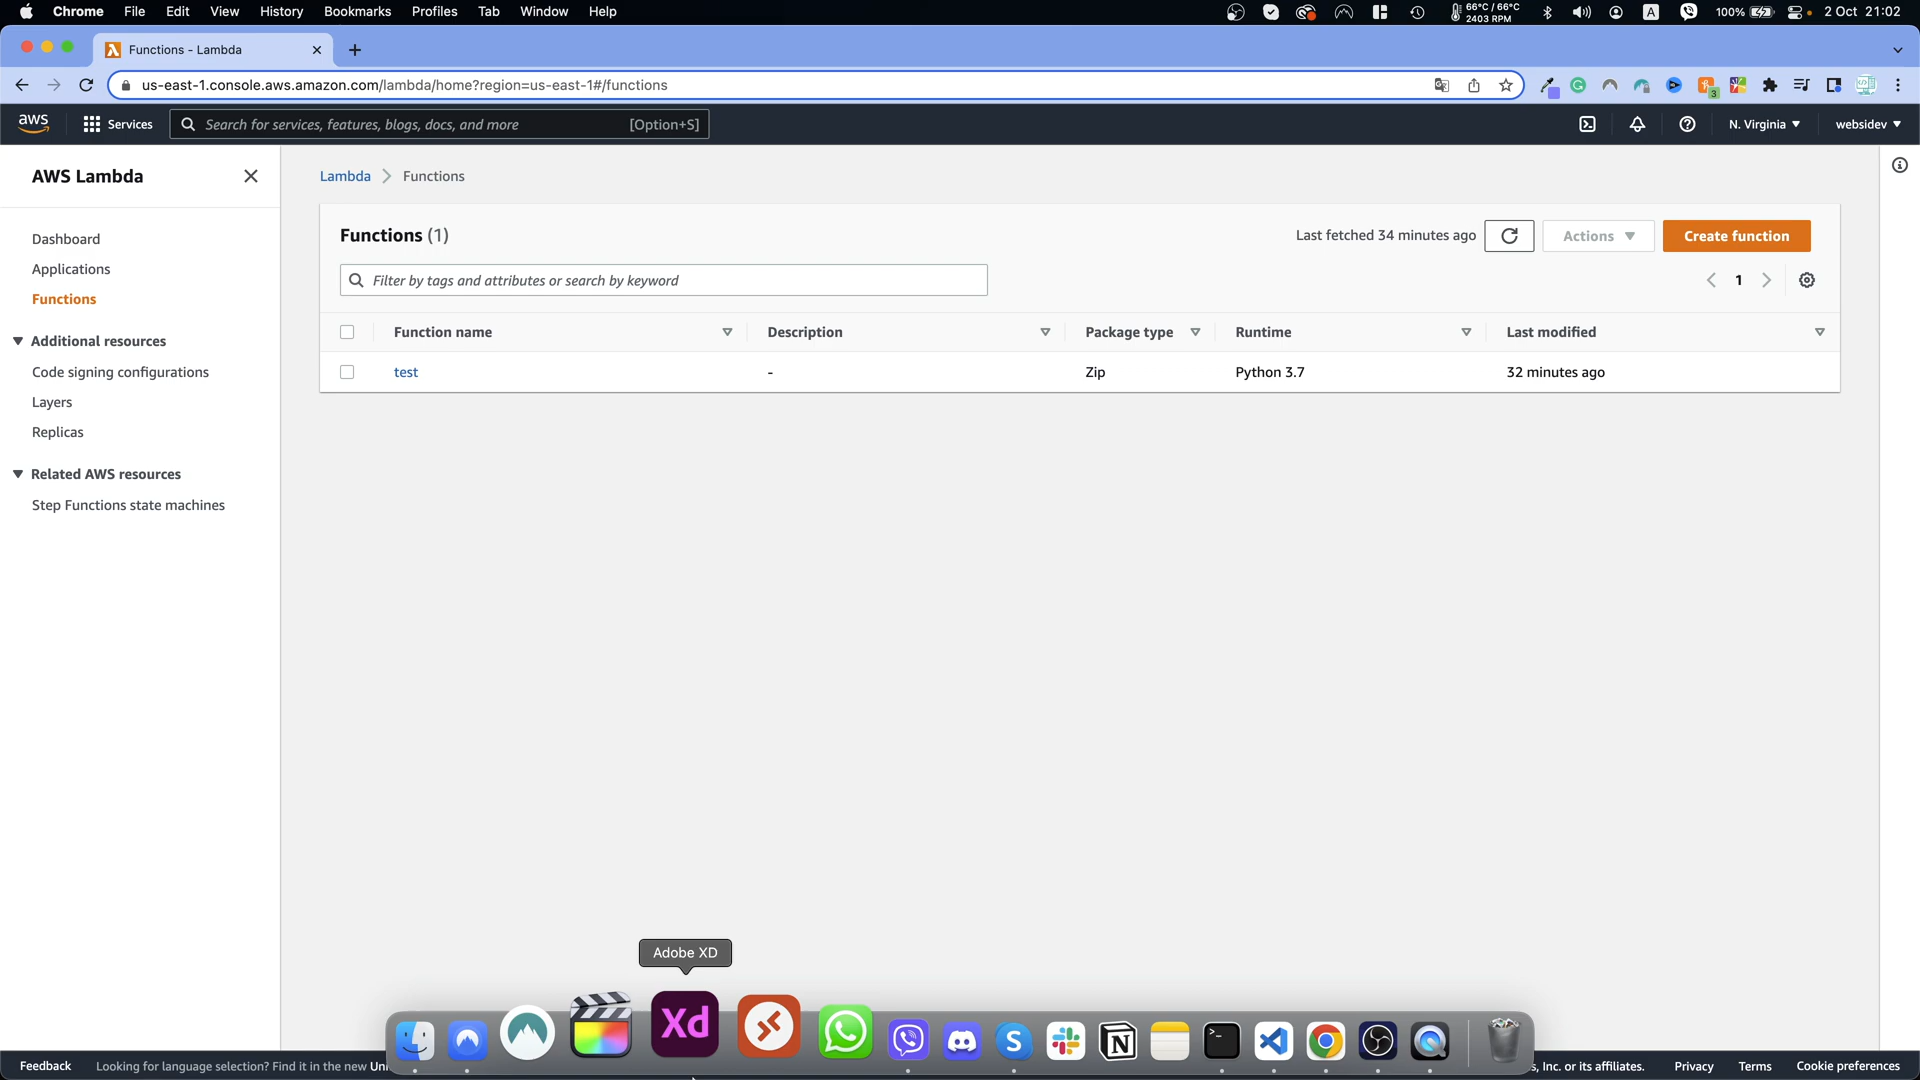 Chrome File Edit View History Bookmarks Profiles Tab Window Help
66°C / 66°C
2403 RPM
A
100%
2 Oct 21:02
Functions - Lambda
us-east-1.console.aws.amazon.com/lambda/home?region=us-east-1#/functions
3
aws
Services
Search for services, features, blogs, docs, and more [Option+S]
N. Virginia
websidev
AWS Lambda
Dashboard
Applications
Functions
Additional resources
Code signing configurations
Layers
Replicas
Related AWS resources
Step Functions state machines
Lambda > Functions
Functions (1)
Last fetched 34 minutes ago
Actions
Create function
Filter by tags and attributes or search by keyword
1
Function name Description Package type Runtime Last modified
test - Zip Python 3.7 32 minutes ago
Adobe XD
Xd
Feedback
Looking for language selection? Find it in the new
, Inc. or its affiliates.
Privacy Terms Cookie preferences